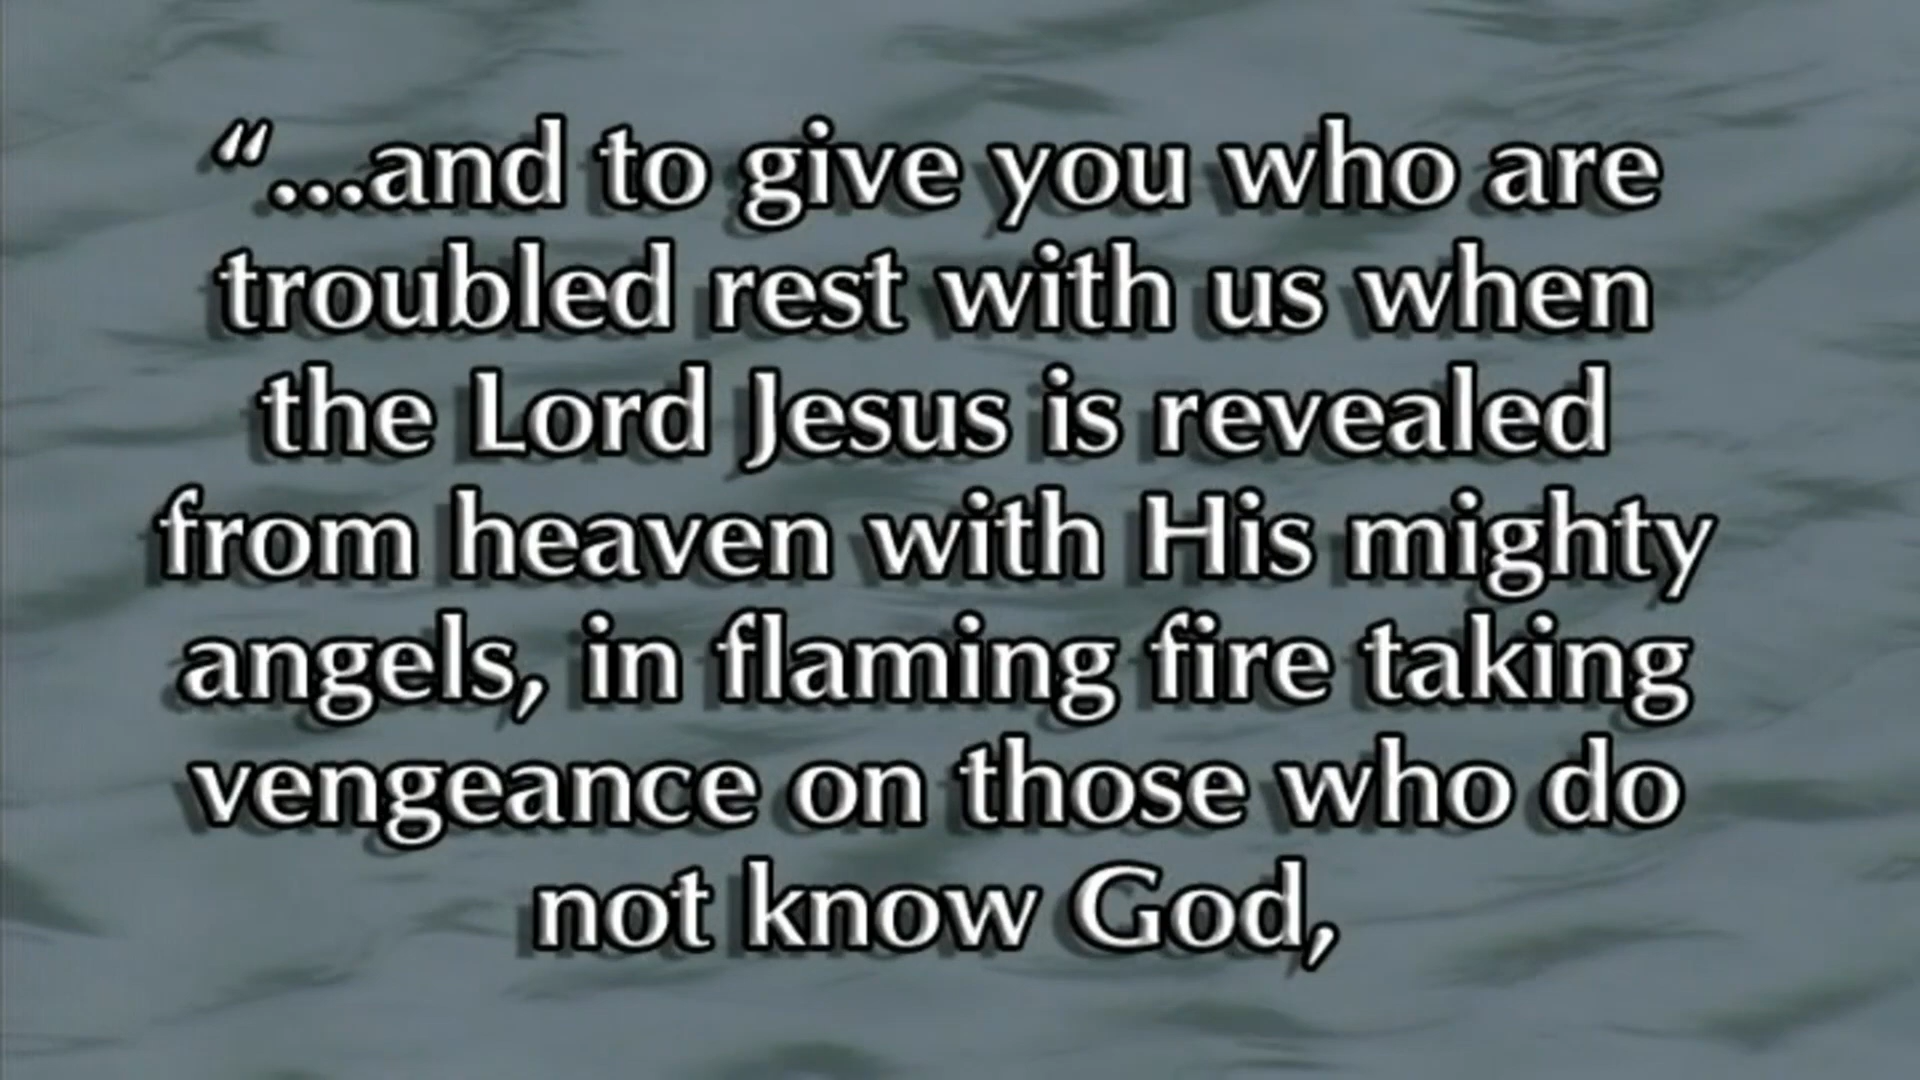 “...and to give you who are
troubled rest with us when
the Lord Jesus is revealed
from heaven with His mighty
angels, in flaming fire taking
vengeance on those who do
not know God,